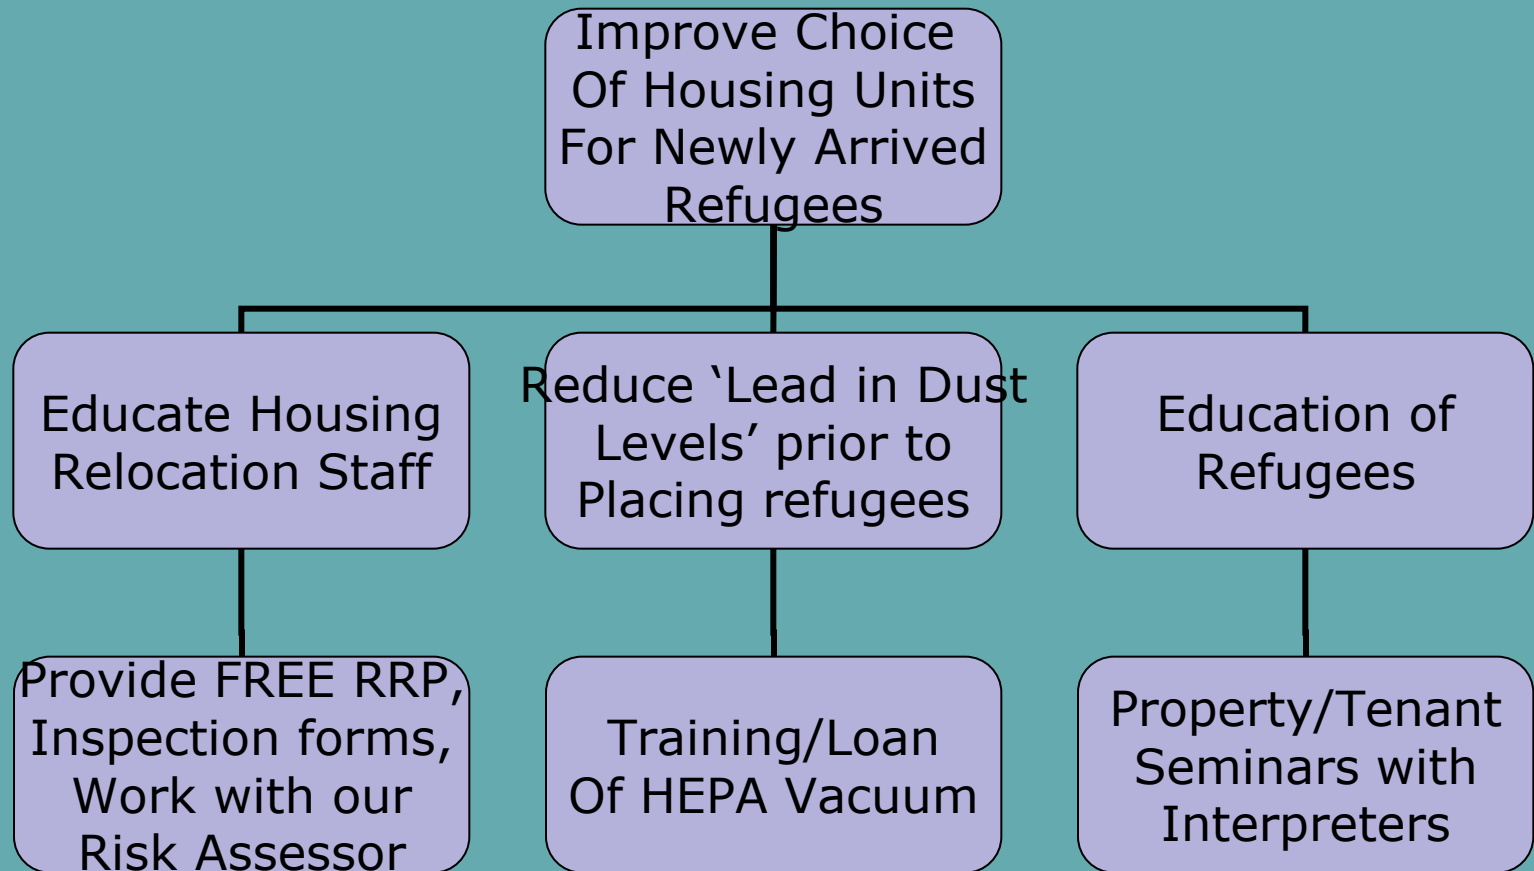 Improve Choice
Of Housing Units
For Newly Arrived
Refugees
Educate Housing
Relocation Staff
Reduce ‘Lead in Dust
Levels’ prior to
Placing refugees
Education of
Refugees
Provide FREE RRP,
Inspection forms,
Work with our
Risk Assessor
Training/Loan
Of HEPA Vacuum
Property/Tenant
Seminars with
Interpreters